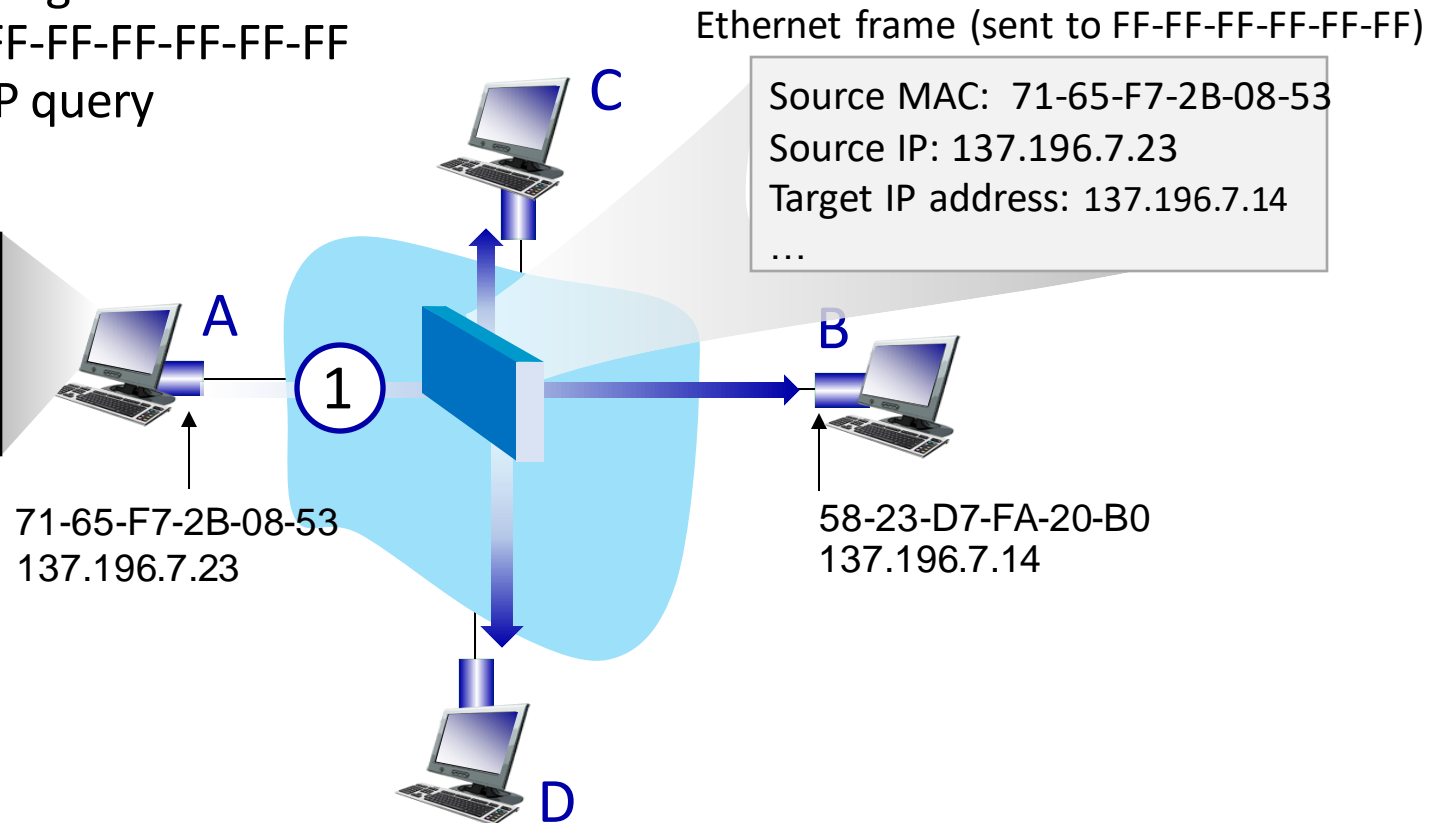 FF-FF-FF-FF-FF-FF
P query
Ethernet frame (sent to FF-FF-FF-FF-FF-FF)
Source MAC: 71-65-F7-2B-08-53
Source IP: 137.196.7.23
Target IP address: 137.196.7.14
…
C
A
B
1
71-65-F7-2B-08-53
137.196.7.23
58-23-D7-FA-20-B0
137.196.7.14
D